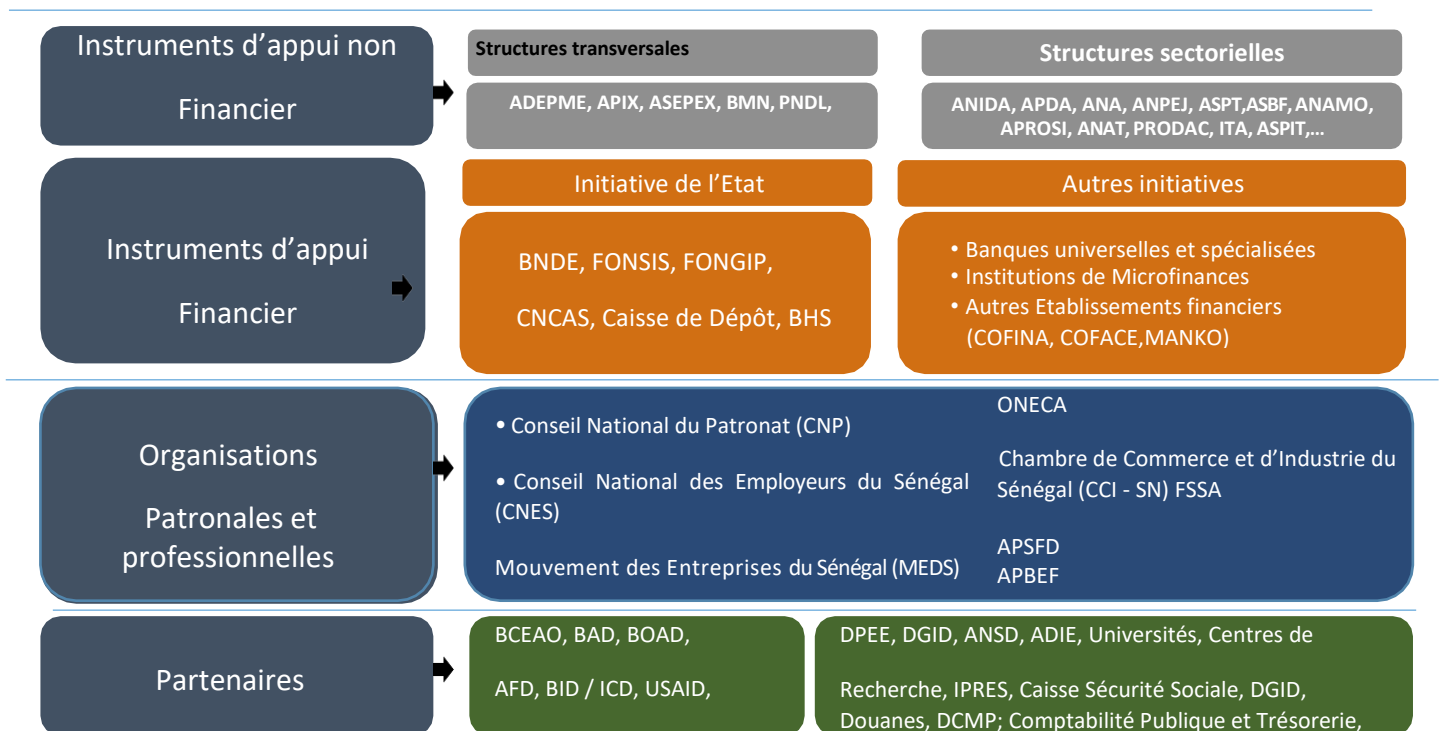 Instruments d’appui non
Financier
Structures transversales
ADEPME, APIX, ASEPEX, BMN, PNDL,
Structures sectorielles
ANIDA, APDA, ANA, ANPEJ, ASPT,ASBF, ANAMO,
APROSI, ANAT, PRODAC, ITA, ASPIT,...
Instruments d’appui
Financier
Initiative de l’Etat
BNDE, FONSIS, FONGIP,
CNCAS, Caisse de Dépôt, BHS
Autres initiatives
• Banques universelles et spécialisées
• Institutions de Microfinances
• Autres Etablissements financiers
(COFINA, COFACE,MANKO)
Organisations
Patronales et
professionnelles
• Conseil National du Patronat (CNP)
• Conseil National des Employeurs du Sénégal
(CNES)
Mouvement des Entreprises du Sénégal (MEDS)
ONECA
Chambre de Commerce et d’Industrie du
Sénégal (CCI - SN) FSSA
APSFD
APBEF
Partenaires
BCEAO, BAD, BOAD,
AFD, BID / ICD, USAID,
DPEE, DGID, ANSD, ADIE, Universités, Centres de
Recherche, IPRES, Caisse Sécurité Sociale, DGID,
Douanes, DCMP; Comptabilité Publique et Trésorerie,